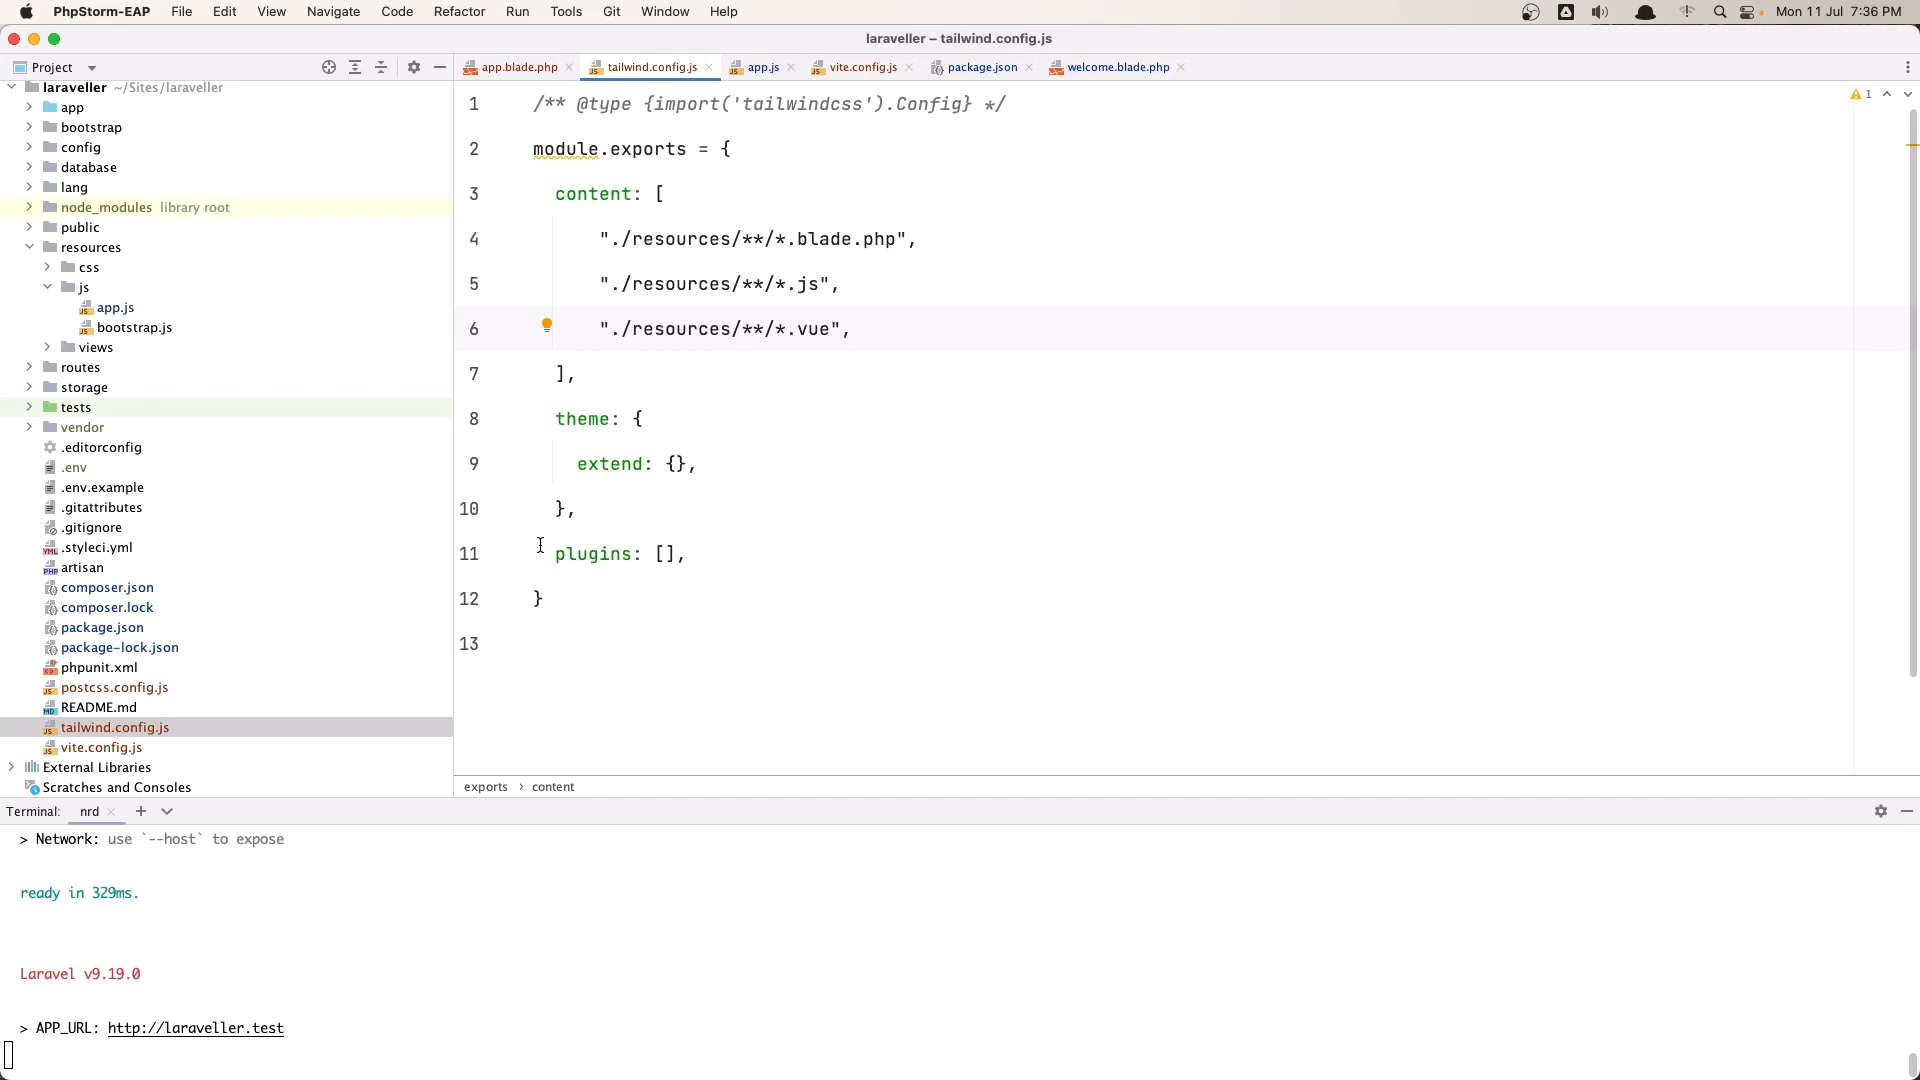 PhpStorm-EAP File Edit View Navigate Code Refactor Run Tools Git Window Help Mon 11 Jul 7:36 PM
laraveller – tailwind.config.js
Project
app.blade.php tailwind.config.js app.js vite.config.js package.json welcome.blade.php
laraveller ~/Sites/laraveller
app
bootstrap
config
database
lang
node_modules library root
public
resources
css
js
app.js
bootstrap.js
views
routes
storage
tests
vendor
.editorconfig
.env
.env.example
.gitattributes
.gitignore
.styleci.yml
artisan
composer.json
composer.lock
package.json
package-lock.json
phpunit.xml
postcss.config.js
README.md
tailwind.config.js
vite.config.js
External Libraries
Scratches and Consoles
1 /** @type {import('tailwindcss').Config} */
2 module.exports = {
3 content: [
4 "./resources/**/*.blade.php",
5 "./resources/**/*.js",
6 "./resources/**/*.vue",
7 ],
8 theme: {
9 extend: {},
10 },
11 plugins: [],
12 }
13
1
exports › content
Terminal: nrd
> Network: use `--host` to expose
ready in 329ms.
Laravel v9.19.0
> APP_URL: http://laraveller.test